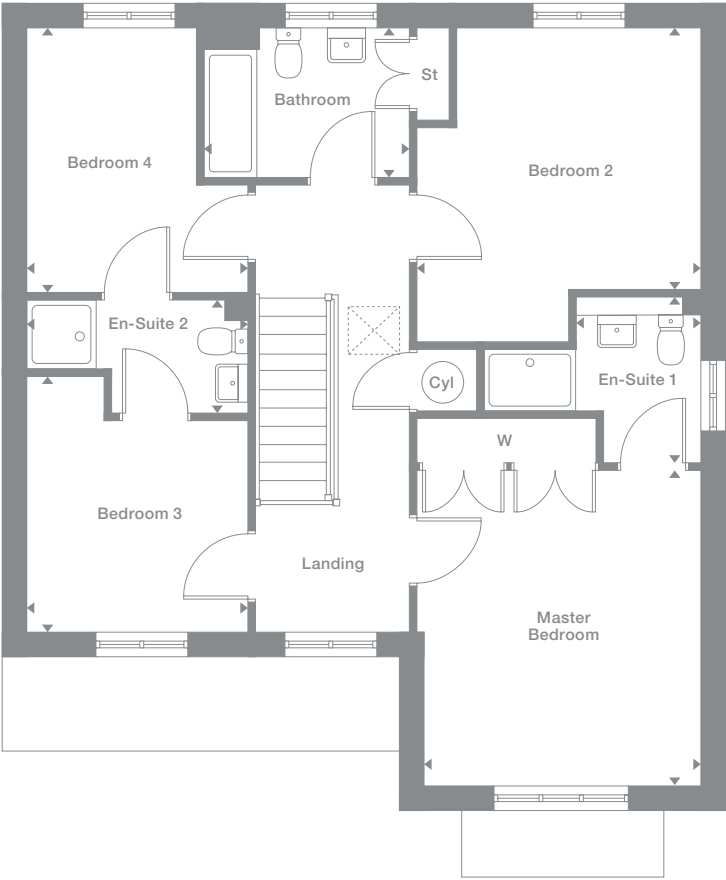 St
Bathroom
Bedroom 4
Bedroom 2
En-Suite 2
En-Suite 1
Cyl
W
Bedroom 3
Landing
Master
Bedroom